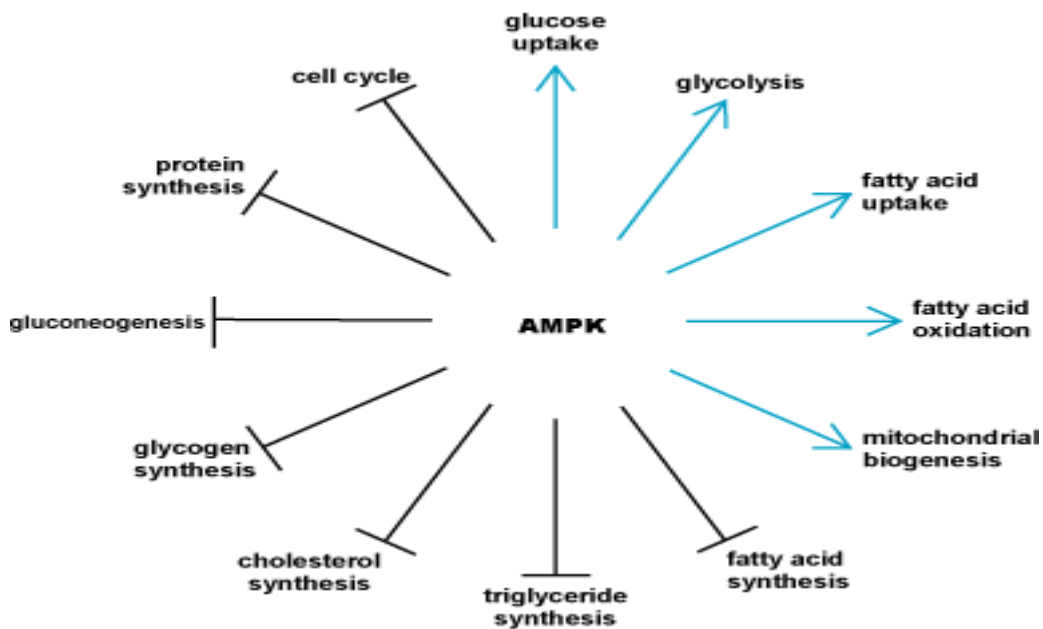 glucose
uptake
glycolysis
fatty acid
uptake
fatty acid
oxidation
mitochondrial
biogenesis
fatty acid
synthesis
triglyceride
synthesis
cholesterol
synthesis
glycogen
synthesis
gluconeogenesis
protein
synthesis
cell cycle
AMPK